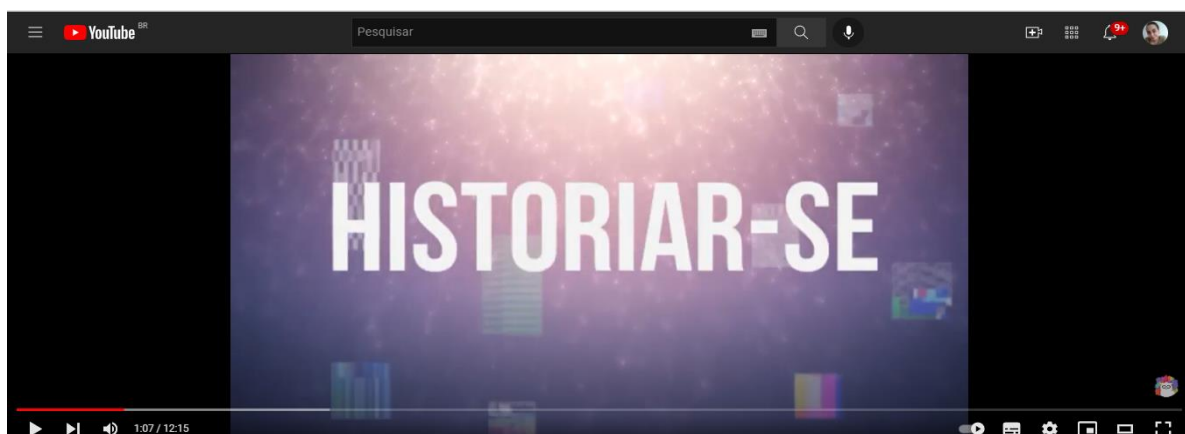 YouTube BR
Pesquisar
9+
HISTORIAR-SE
1:07 / 12:15